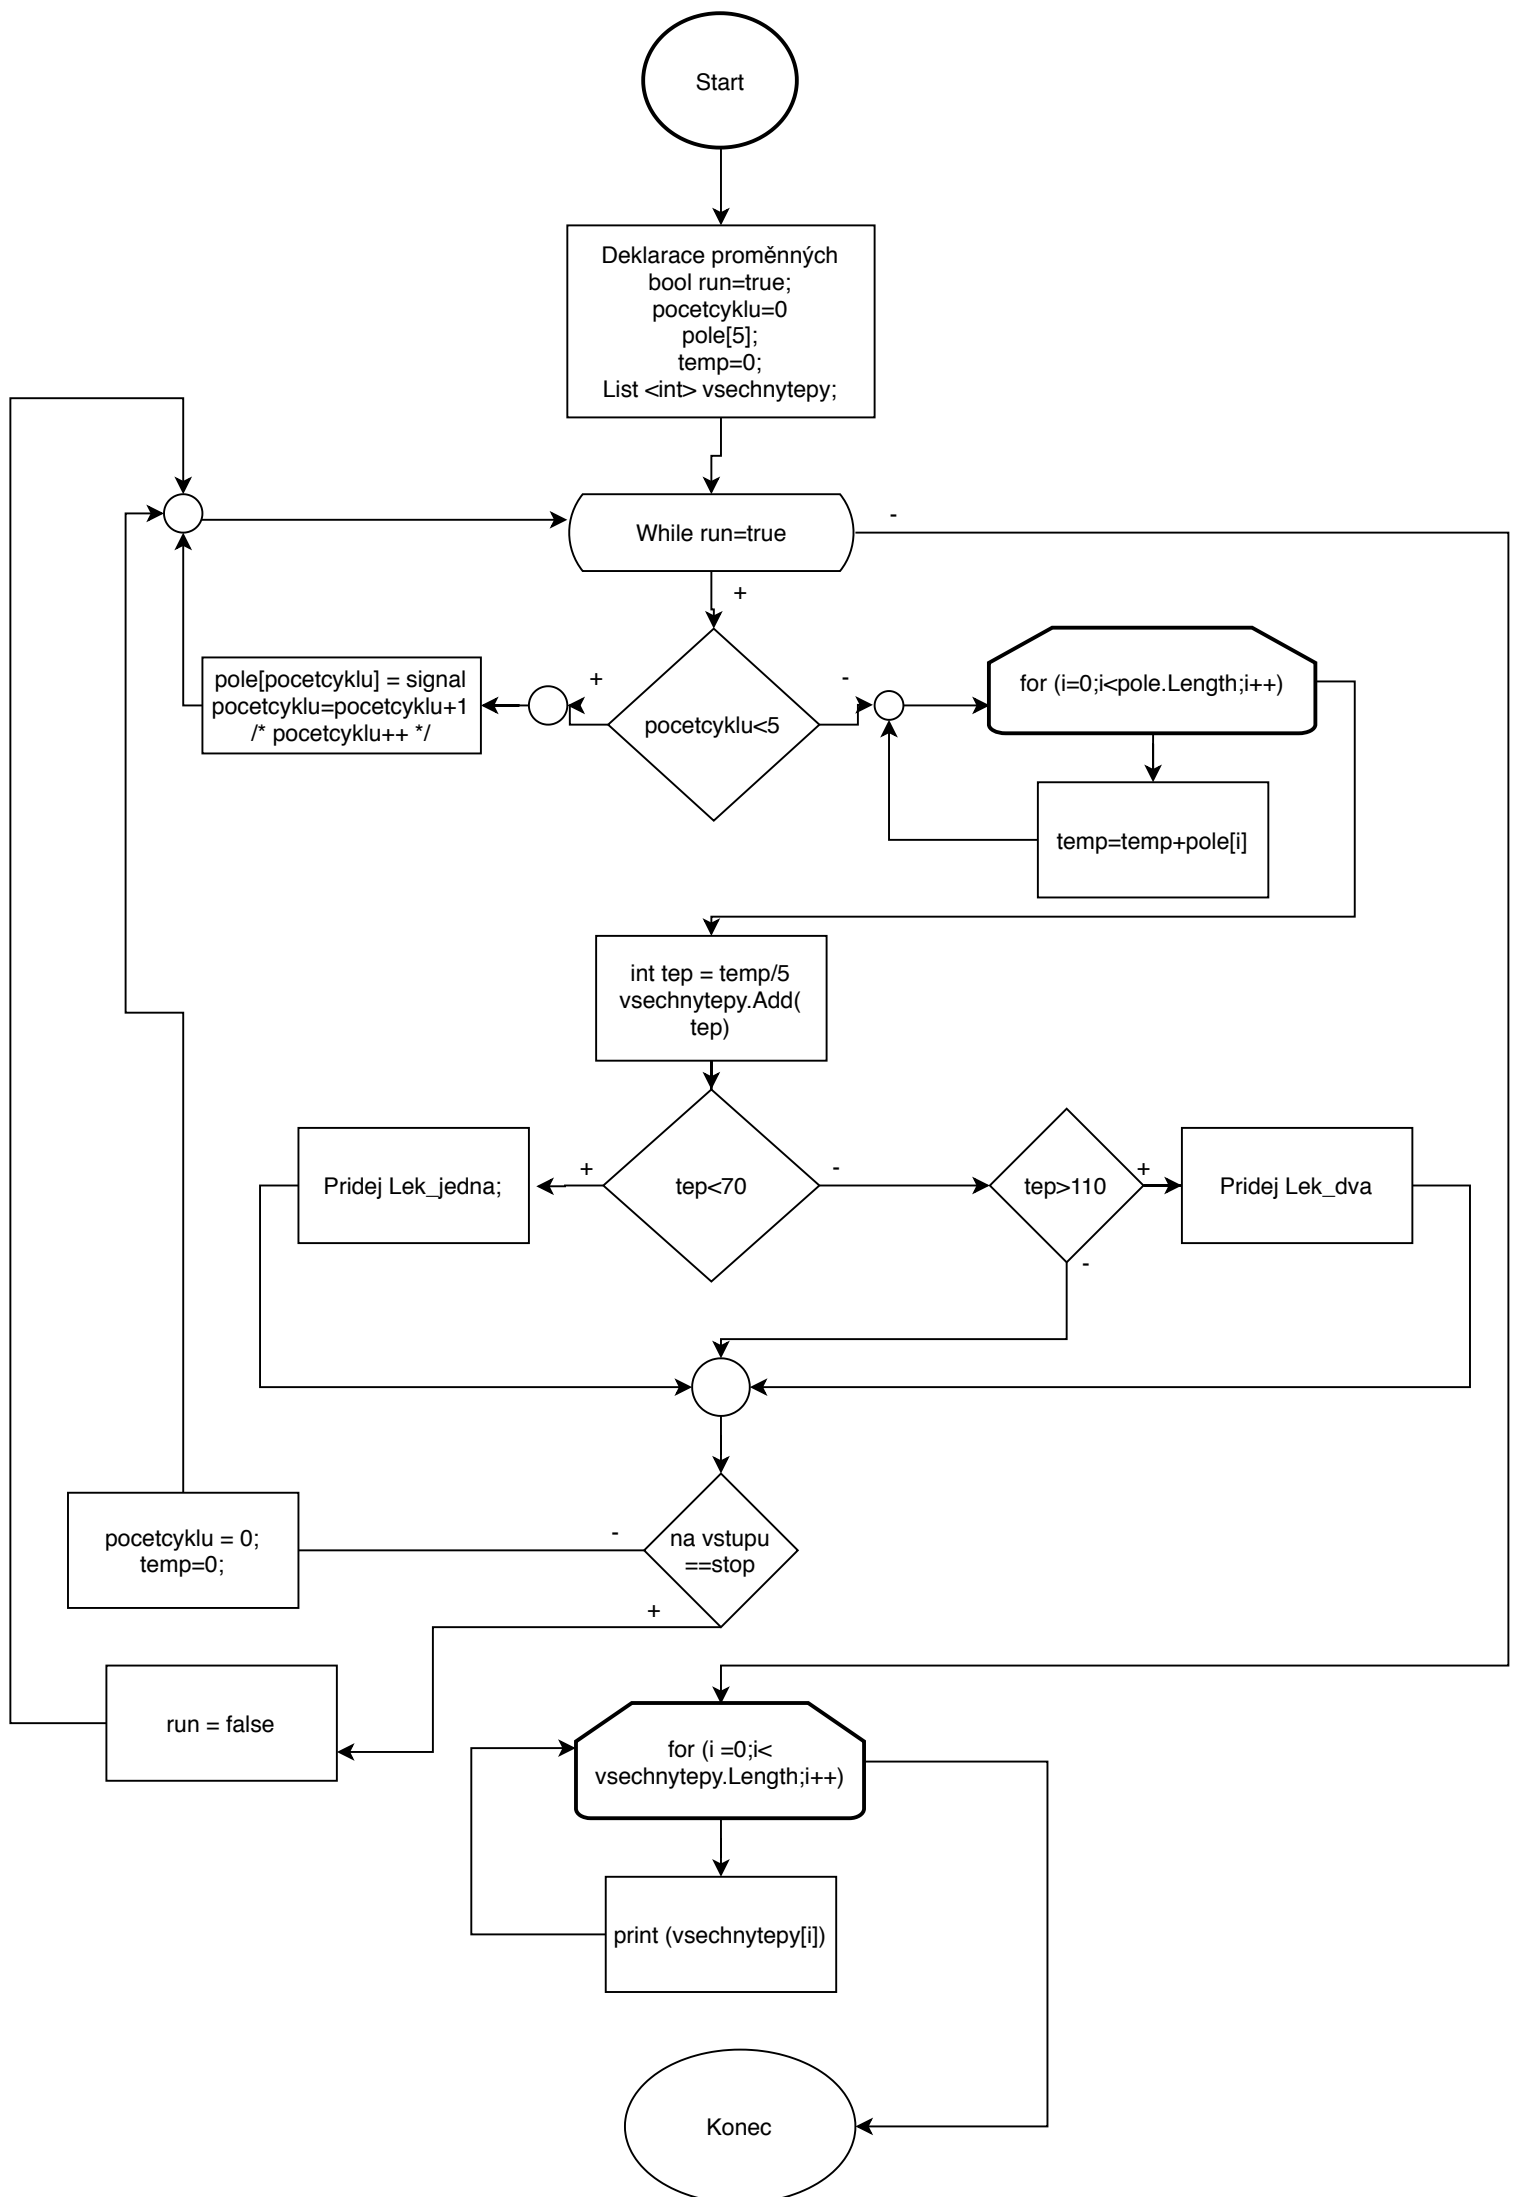 Start
Deklarace proměnných
bool run=true;
pocetcyklu=0
pole[5];
temp=0;
List <int> vsechnytepy;
While run=true
-
+
pole[pocetcyklu] = signal
pocetcyklu=pocetcyklu+1
/* pocetcyklu++ */
+
pocetcyklu<5
-
for (i=0;i<pole.Length;i++)
temp=temp+pole[i]
int tep = temp/5
vsechnytepy.Add(
tep)
Pridej Lek_jedna;
+
tep<70
-
tep>110
+
Pridej Lek_dva
-
pocetcyklu = 0;
temp=0;
-
na vstupu
==stop
+
run = false
for (i =0;i<
vsechnytepy.Length;i++)
print (vsechnytepy[i])
Konec